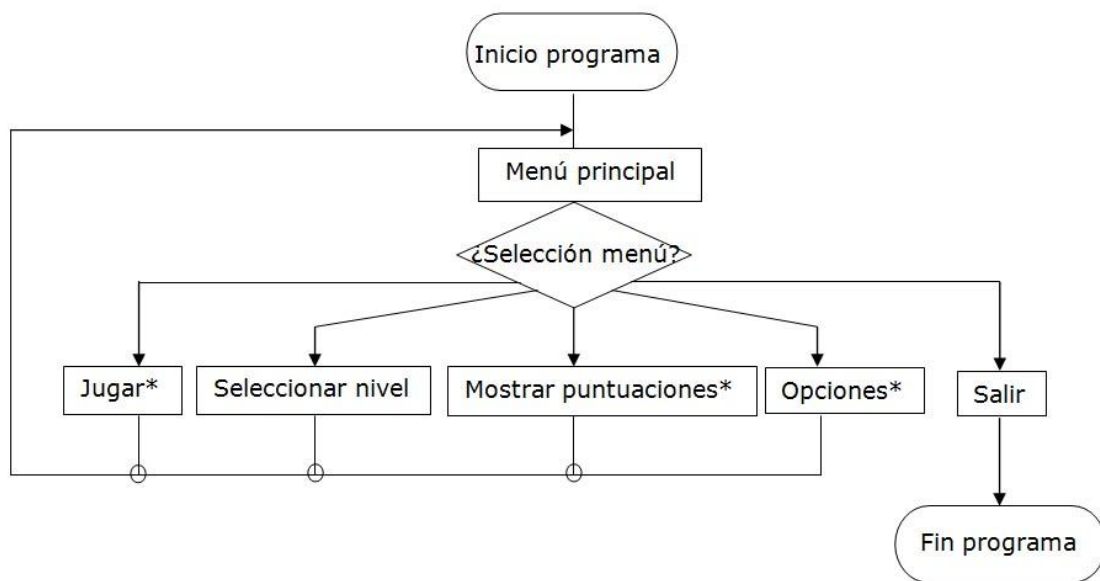 Inicio programa
Menú principal
¿Selección menú?
Jugar*
Seleccionar nivel
Mostrar puntuaciones*
Opciones*
Salir
Fin programa